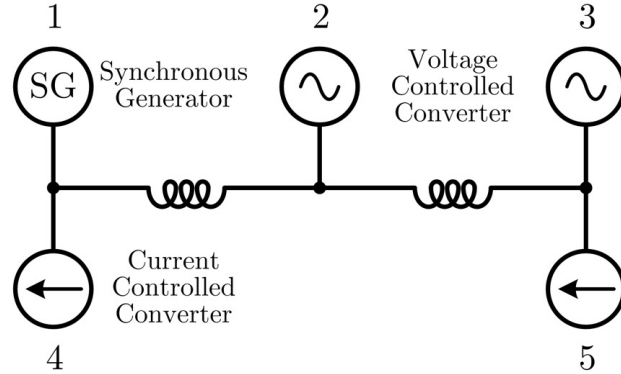 1
2
3
SG
Synchronous
Generator
Voltage
Controlled
Converter
Current
Controlled
Converter
4
5